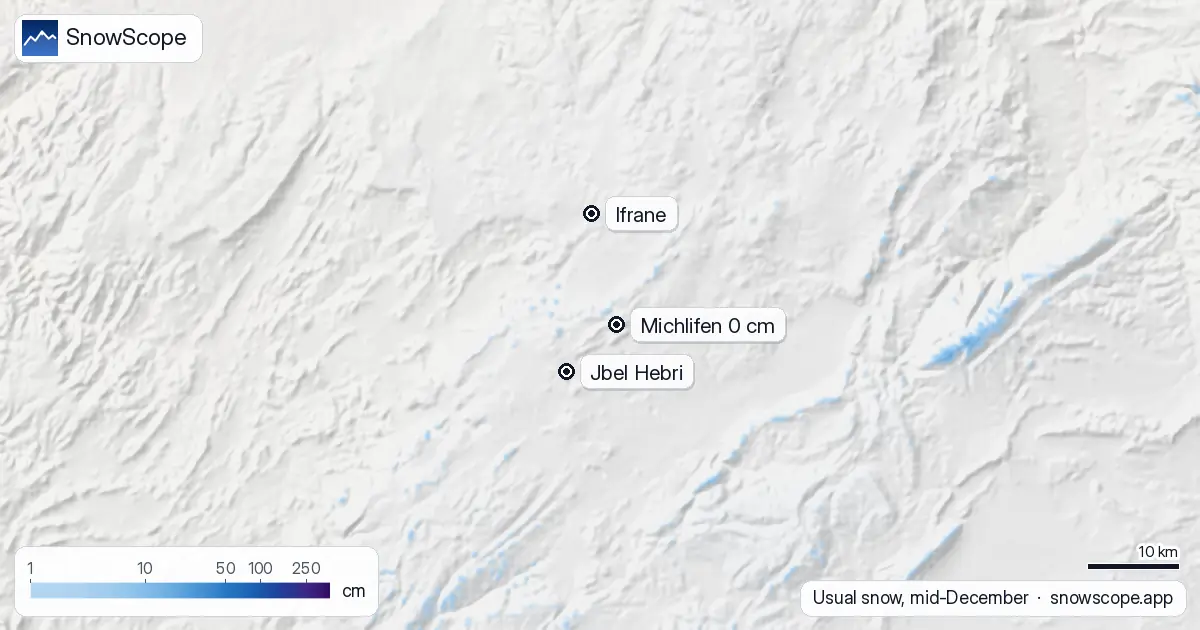 SnowScope
Ifrane
Michlifen 0 cm
Jbel Hebri
1 10 50 100 250
cm
10 km
Usual snow, mid-December · snowscope.app